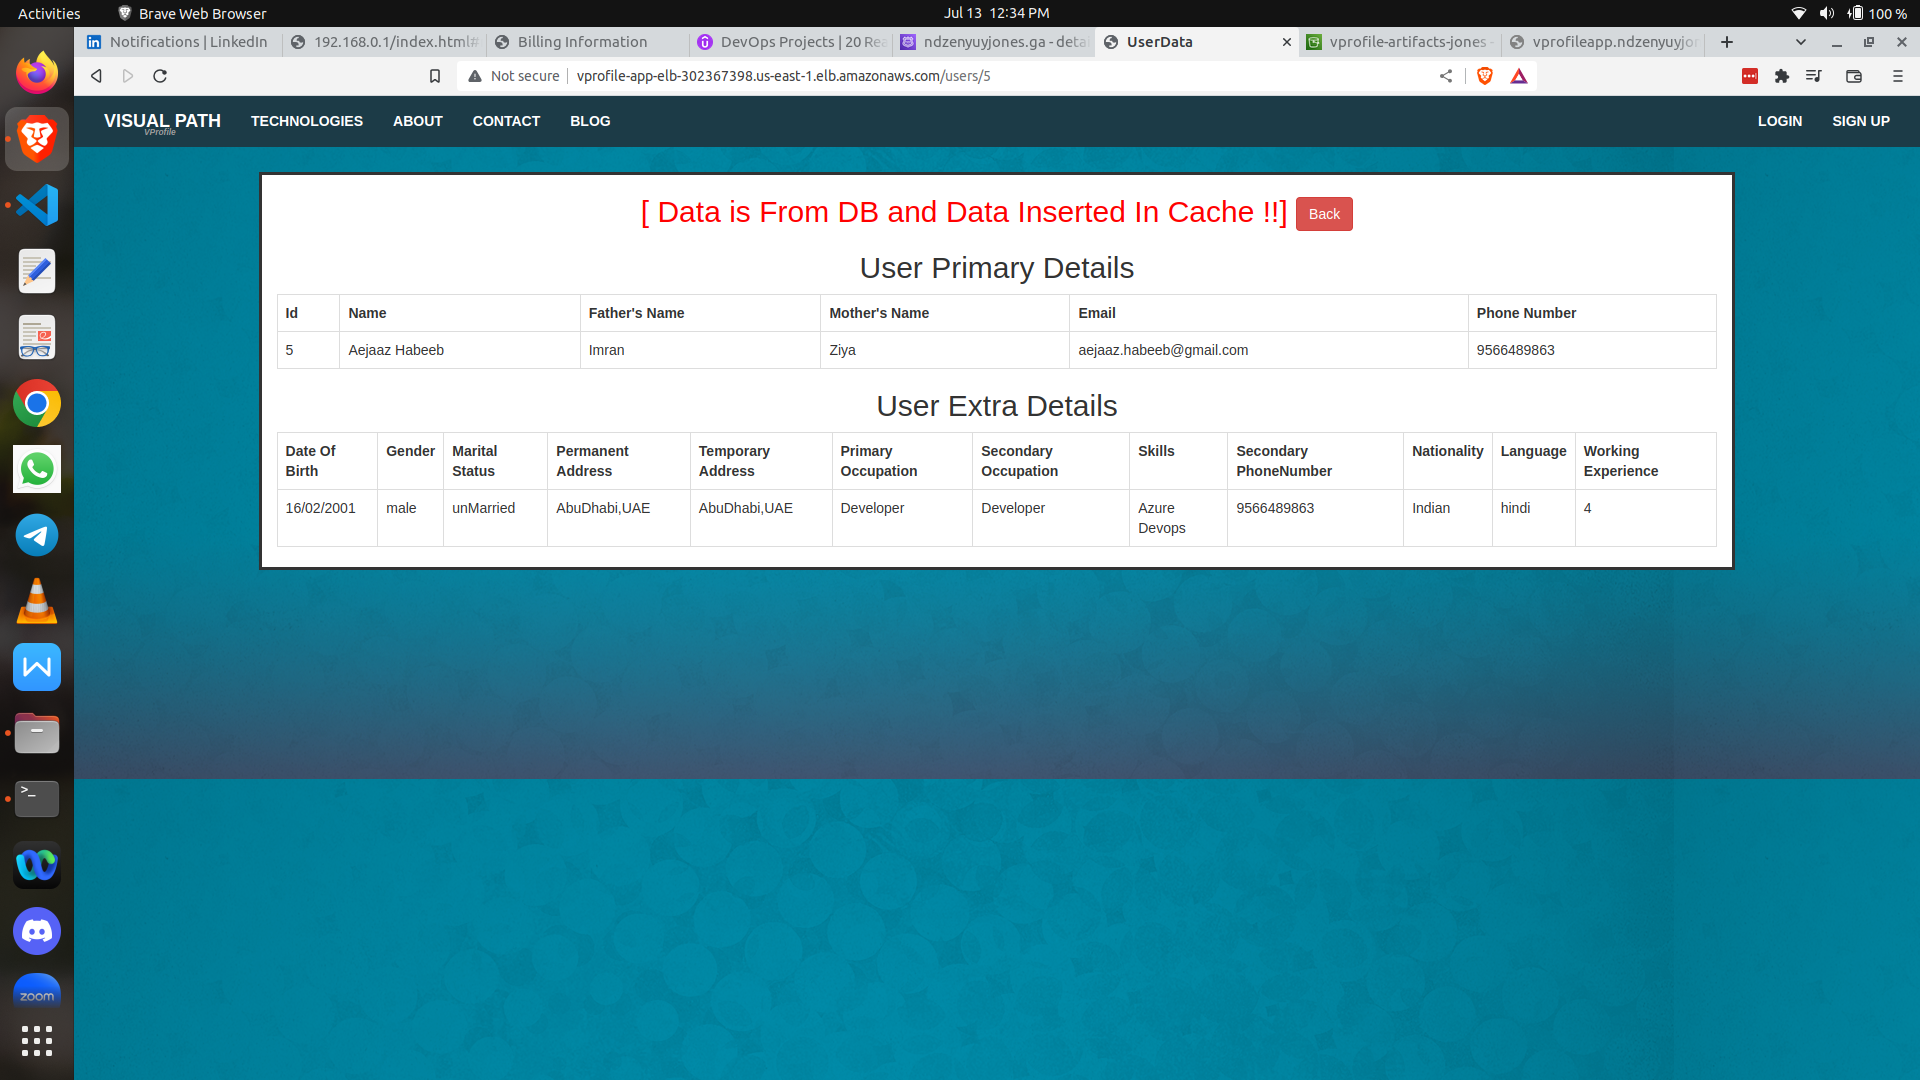 Activities
Brave Web Browser
Jul 13 12:34 PM
100 %
Notifications | LinkedIn
192.168.0.1/index.html#
Billing Information
DevOps Projects | 20 Rea
ndzenyuyjones.ga - detai
UserData
vprofile-artifacts-jones -
vprofileapp.ndzenyuyjor
Not secure
vprofile-app-elb-302367398.us-east-1.elb.amazonaws.com/users/5
VISUAL PATH
VProfile
TECHNOLOGIES
ABOUT
CONTACT
BLOG
LOGIN
SIGN UP
[ Data is From DB and Data Inserted In Cache !!]
Back
User Primary Details
Id Name Father's Name Mother's Name Email Phone Number
5 Aejaaz Habeeb Imran Ziya aejaaz.habeeb@gmail.com 9566489863
User Extra Details
Date Of Birth Gender Marital Status Permanent Address Temporary Address Primary Occupation Secondary Occupation Skills Secondary PhoneNumber Nationality Language Working Experience
16/02/2001 male unMarried AbuDhabi,UAE AbuDhabi,UAE Developer Developer Azure Devops 9566489863 Indian hindi 4
zoom